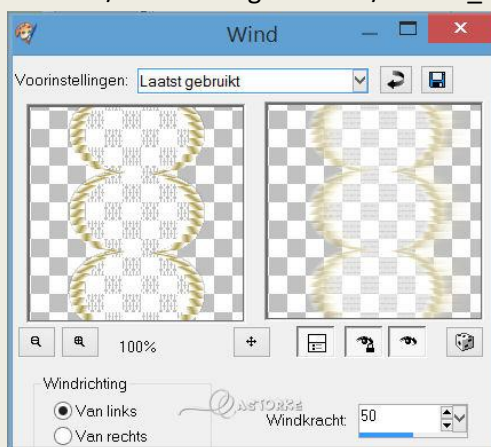 Wind
Voorinstellingen: Laatst gebruikt
100%
Windrichting
Van links
Van rechts
Windkracht: 50